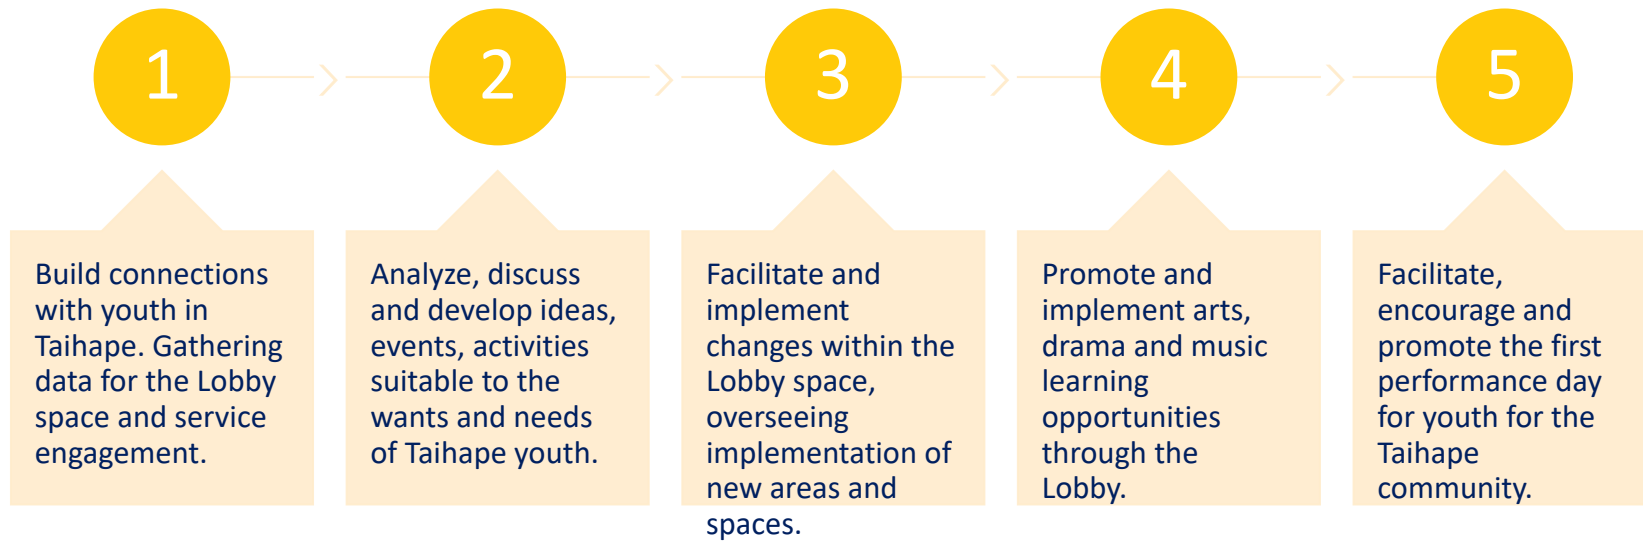 1
2
3
4
5
Build connections
with youth in
Taihape. Gathering
data for the Lobby
space and service
engagement.
Analyze, discuss
and develop ideas,
events, activities
suitable to the
wants and needs
of Taihape youth.
Facilitate and
implement
changes within the
Lobby space,
overseeing
implementation of
new areas and
spaces.
Promote and
implement arts,
drama and music
learning
opportunities
through the
Lobby.
Facilitate,
encourage and
promote the first
performance day
for youth for the
Taihape
community.